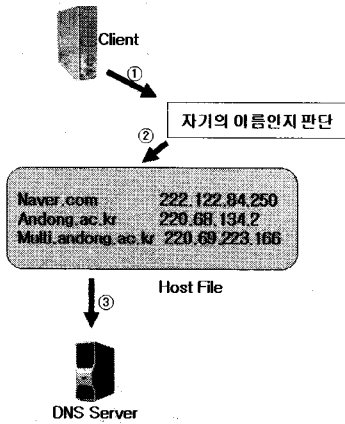 Client
①
자기의 이름인지 판단
②
Naver.com 222.122.84.250
Andong.ac.kr 220.68.134.2
Multi.andong.ac.kr 220.69.223.166
Host File
③
DNS Server